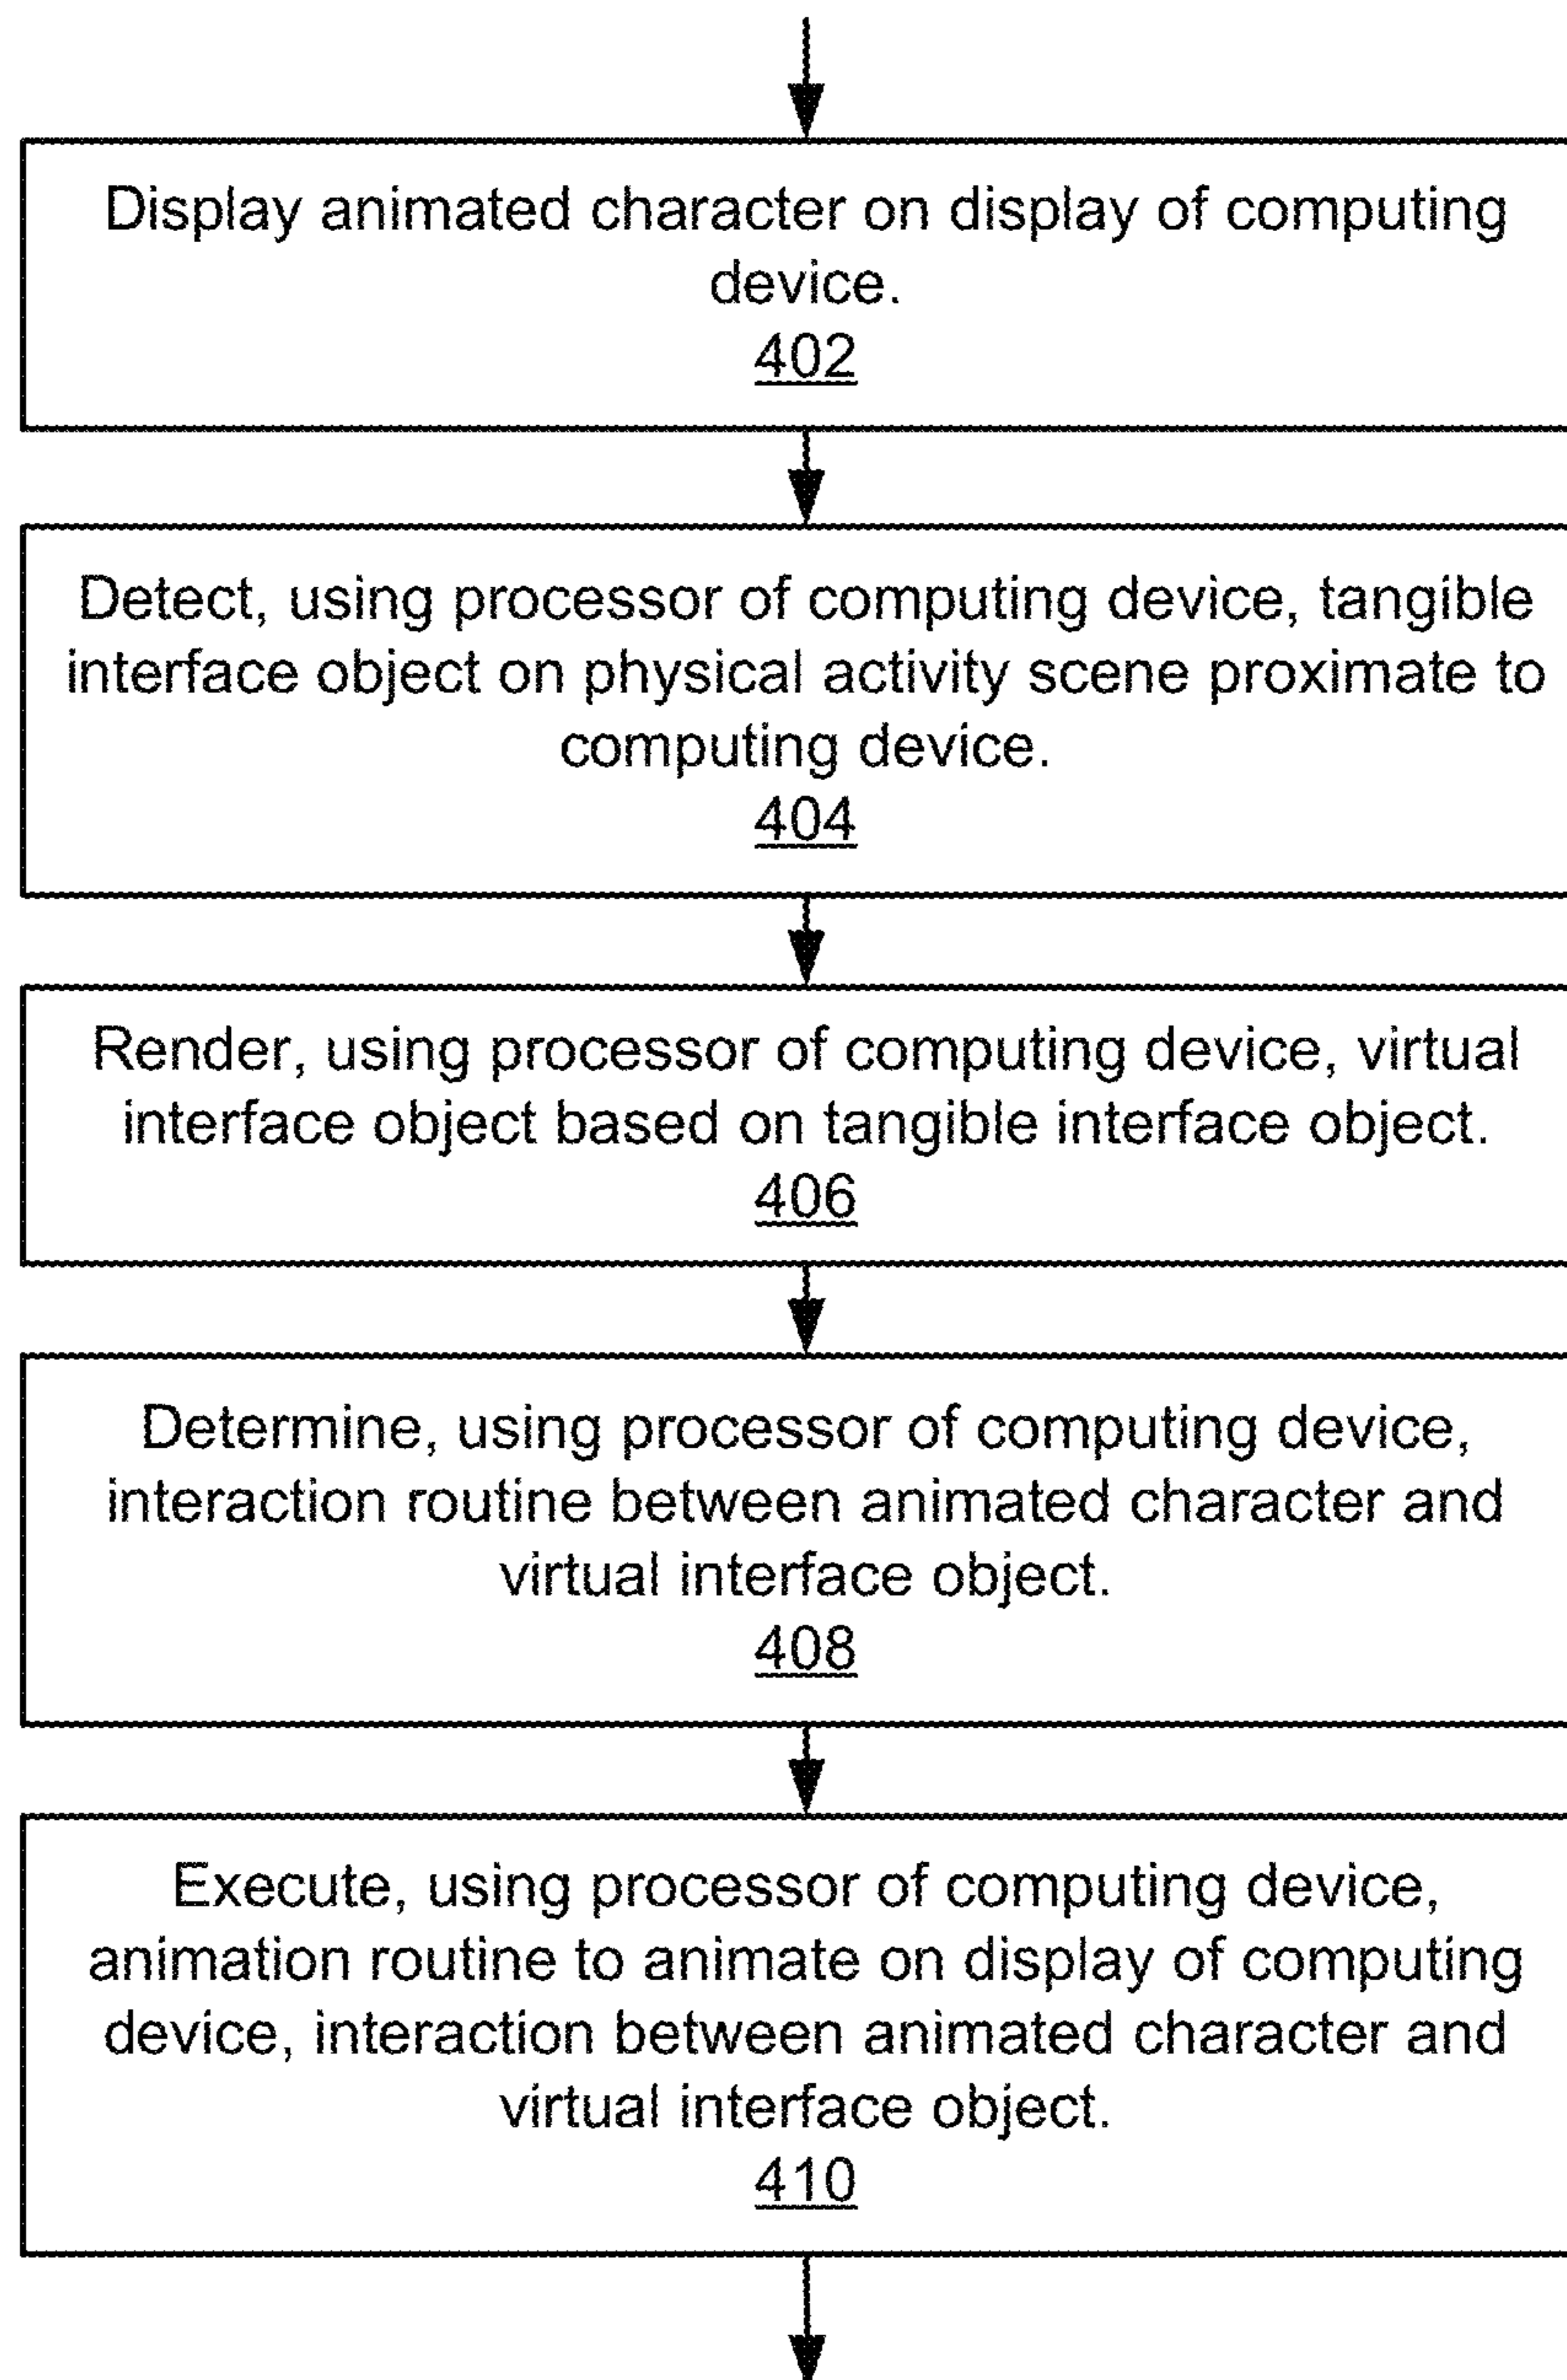 Display animated character on display of computing
device.
402
Detect, using processor of computing device, tangible
interface object on physical activity scene proximate to
computing device.
404
Render, using processor of computing device, virtual
interface object based on tangible interface object.
406
Determine, using processor of computing device,
interaction routine between animated character and
virtual interface object.
408
Execute, using processor of computing device,
animation routine to animate on display of computing
device, interaction between animated character and
virtual interface object.
410